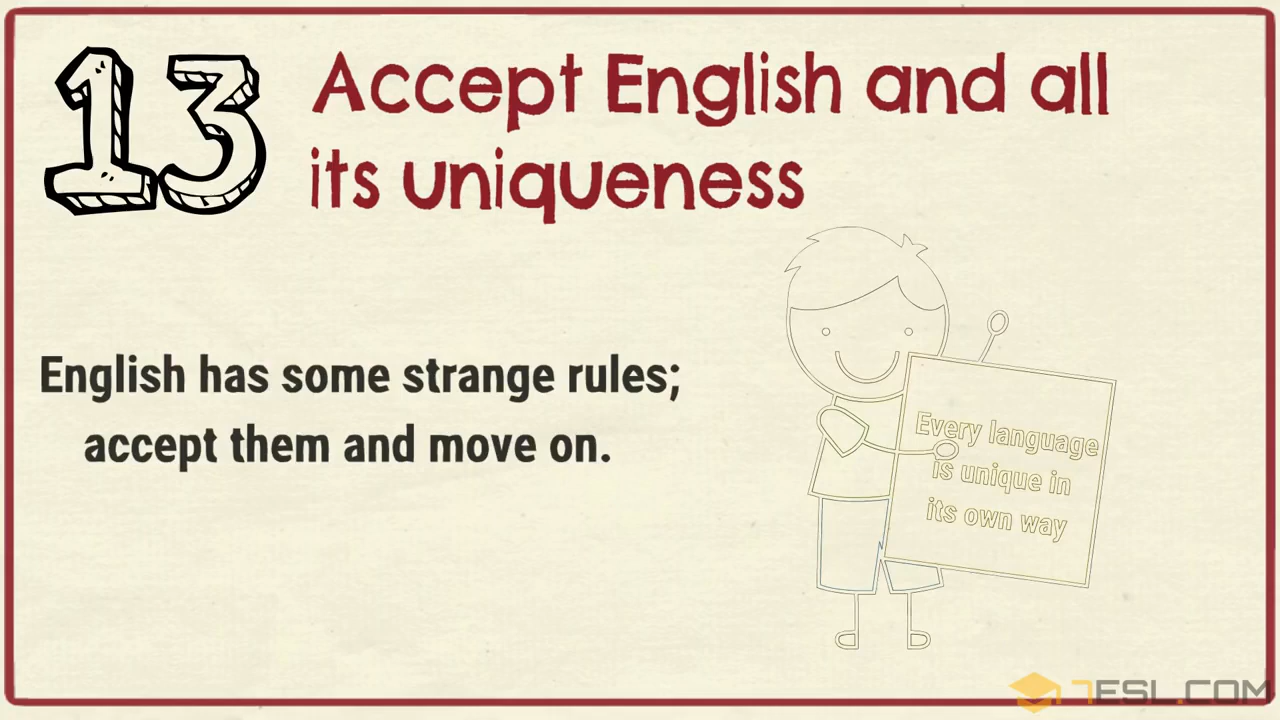 13
Accept English and all
its uniqueness
English has some strange rules;
accept them and move on.
Every language
is unique in
its own way
7ESL.COM